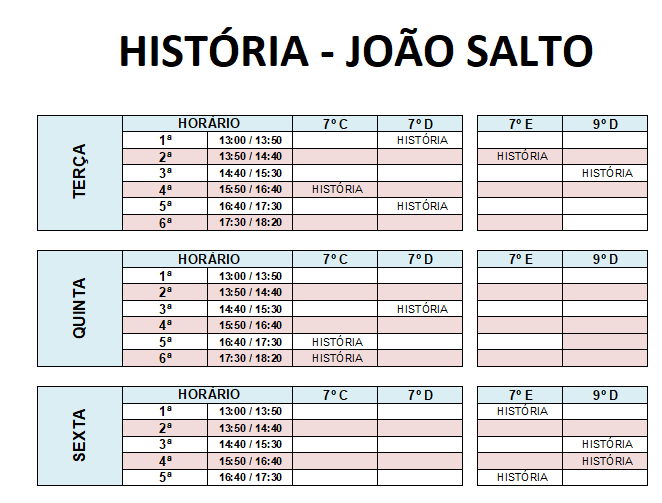 HISTÓRIA - JOÃO SALTO
TERÇA
HORÁRIO 7º C 7º D 7º E 9º D
1ª 13:00 / 13:50 HISTÓRIA
2ª 13:50 / 14:40 HISTÓRIA
3ª 14:40 / 15:30 HISTÓRIA
4ª 15:50 / 16:40 HISTÓRIA
5ª 16:40 / 17:30 HISTÓRIA
6ª 17:30 / 18:20
QUINTA
HORÁRIO 7º C 7º D 7º E 9º D
1ª 13:00 / 13:50
2ª 13:50 / 14:40
3ª 14:40 / 15:30 HISTÓRIA
4ª 15:50 / 16:40
5ª 16:40 / 17:30 HISTÓRIA
6ª 17:30 / 18:20 HISTÓRIA
SEXTA
HORÁRIO 7º C 7º D 7º E 9º D
1ª 13:00 / 13:50 HISTÓRIA
2ª 13:50 / 14:40
3ª 14:40 / 15:30 HISTÓRIA
4ª 15:50 / 16:40 HISTÓRIA
5ª 16:40 / 17:30 HISTÓRIA